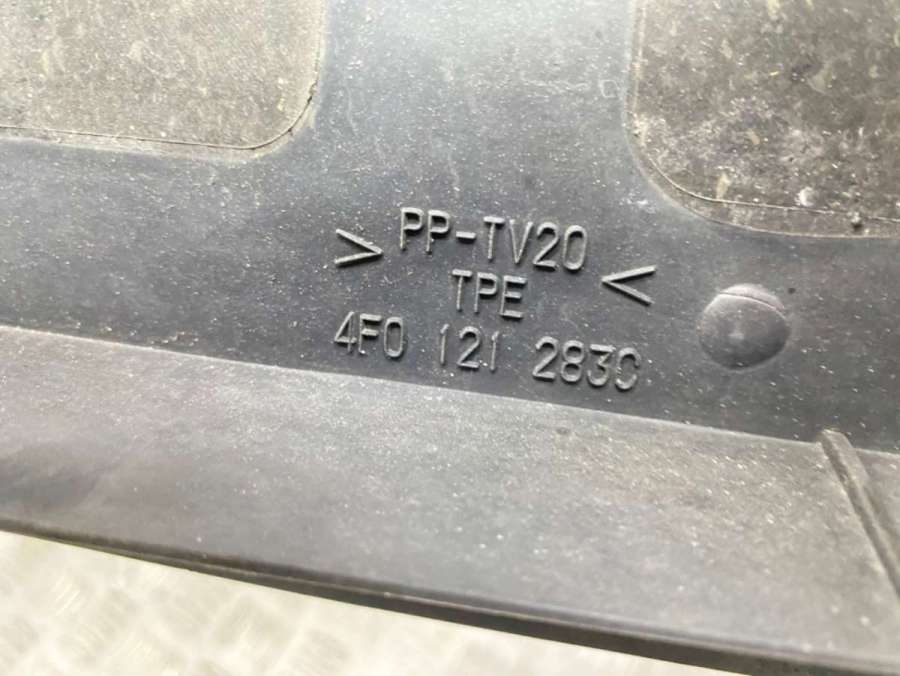 > PP-TV20 <
TPE
4F0 121 283C